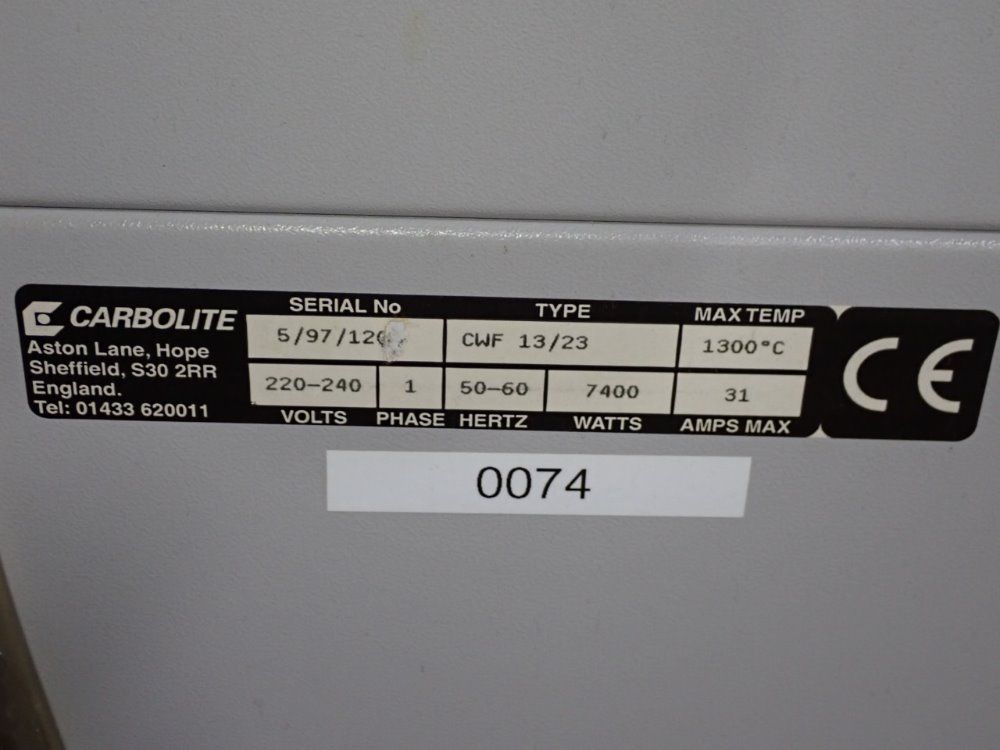 CARBOLITE
Aston Lane, Hope
Sheffield, S30 2RR
England.
Tel: 01433 620011
SERIAL No TYPE MAX TEMP
CWF 13/23 1300°C
220-240 1 50-60 7400 31
VOLTS PHASE HERTZ WATTS AMPS MAX
CE
0074